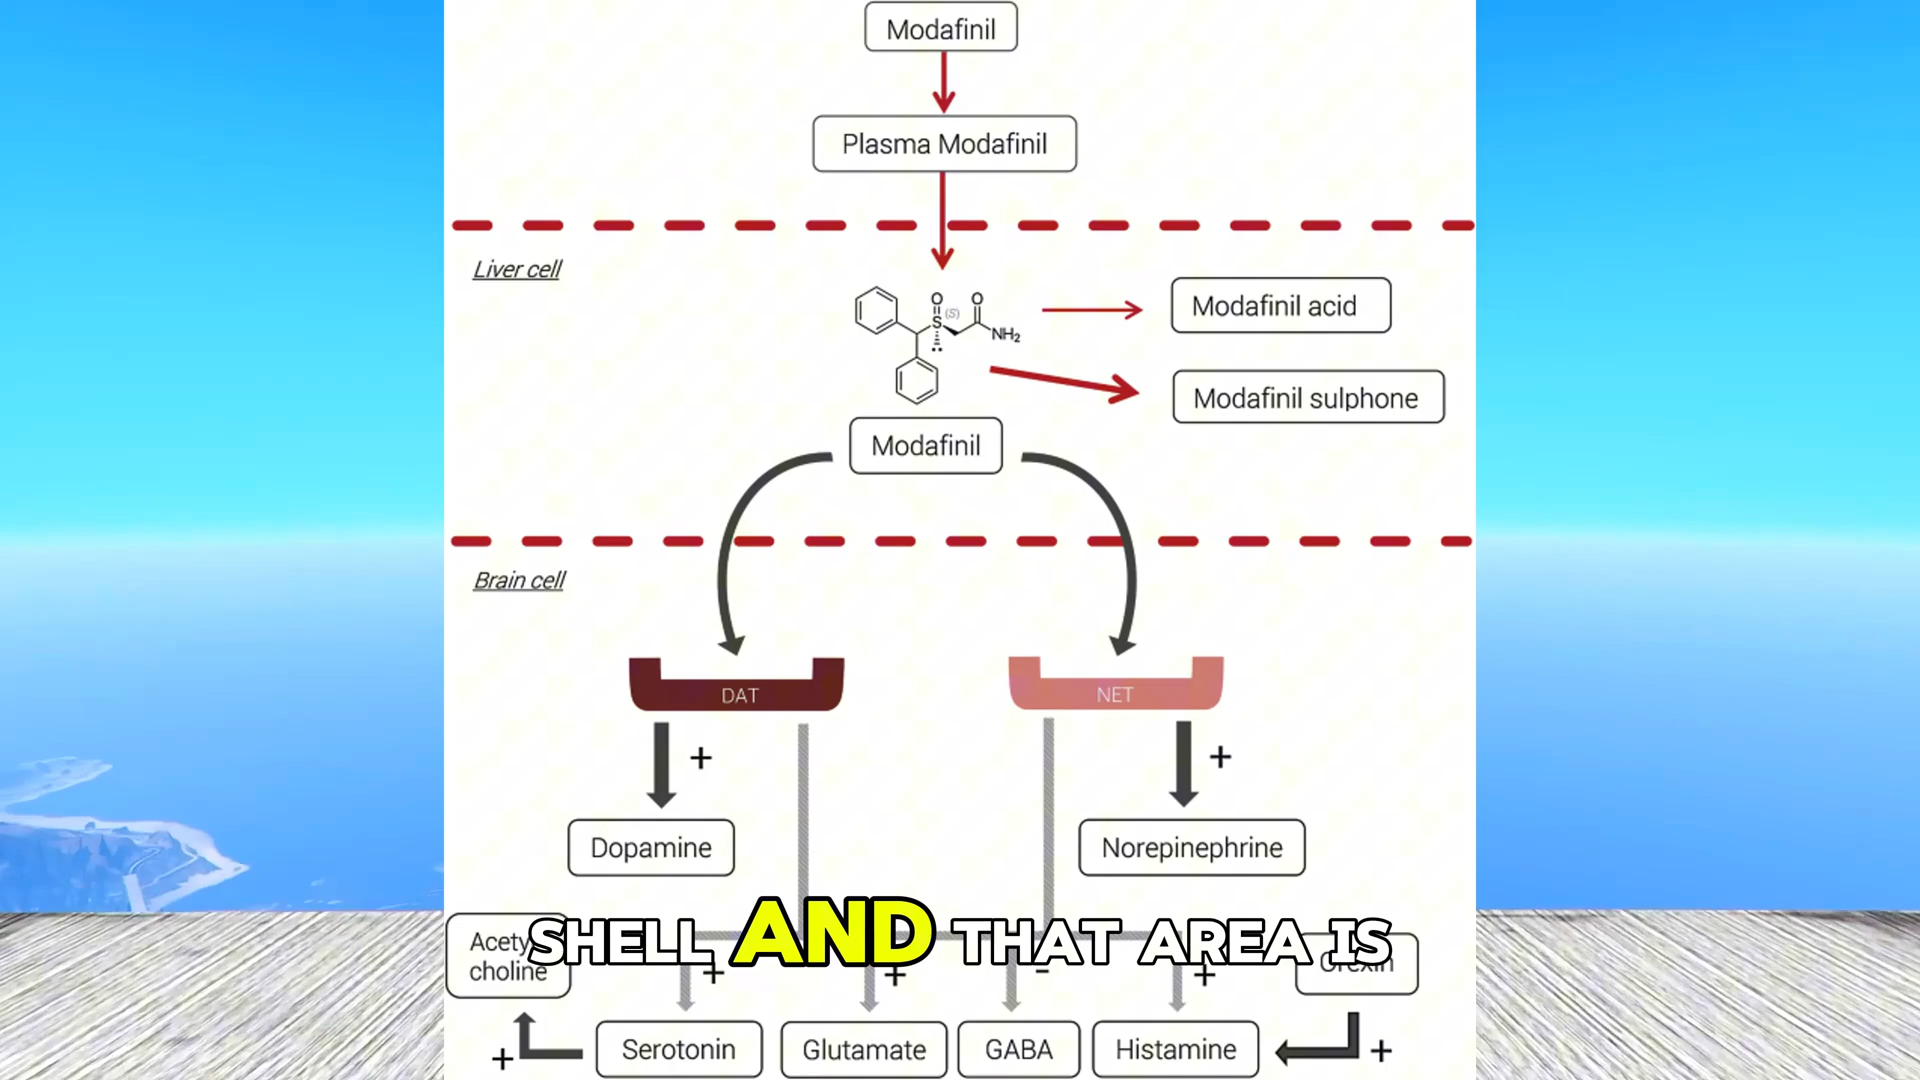 Modafinil
Plasma Modafinil
Liver cell
O
O
S
(S)
NH2
Modafinil acid
Modafinil sulphone
Modafinil
Brain cell
DAT
NET
+
+
Dopamine
Norepinephrine
SHELL AND THAT AREA IS
choline
+
+
-
+
Orexin
Serotonin
Glutamate
GABA
Histamine
+
+